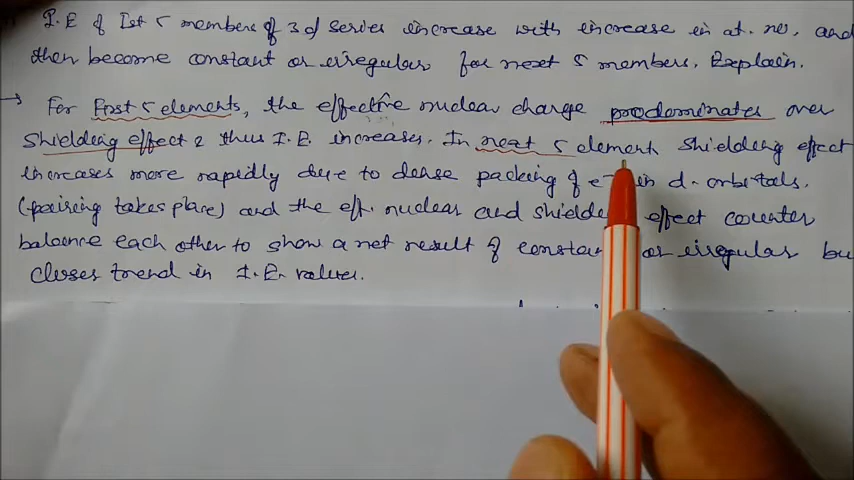 I.E of Ist 5 members of 3d series increase with increase in at. no. and
then become constant or irregular for next 5 members. Explain.
→ For First 5 elements, the effective nuclear charge predominates over
shielding effect & thus I.E. increases. In next 5 element shielding effect
increases more rapidly due to dense packing of e⁻ in d-orbitals.
(pairing takes place) and the eff. nuclear and shielding effect counter
balance each other to show a net result of constant or irregular bu
closes trend in I.E. values.